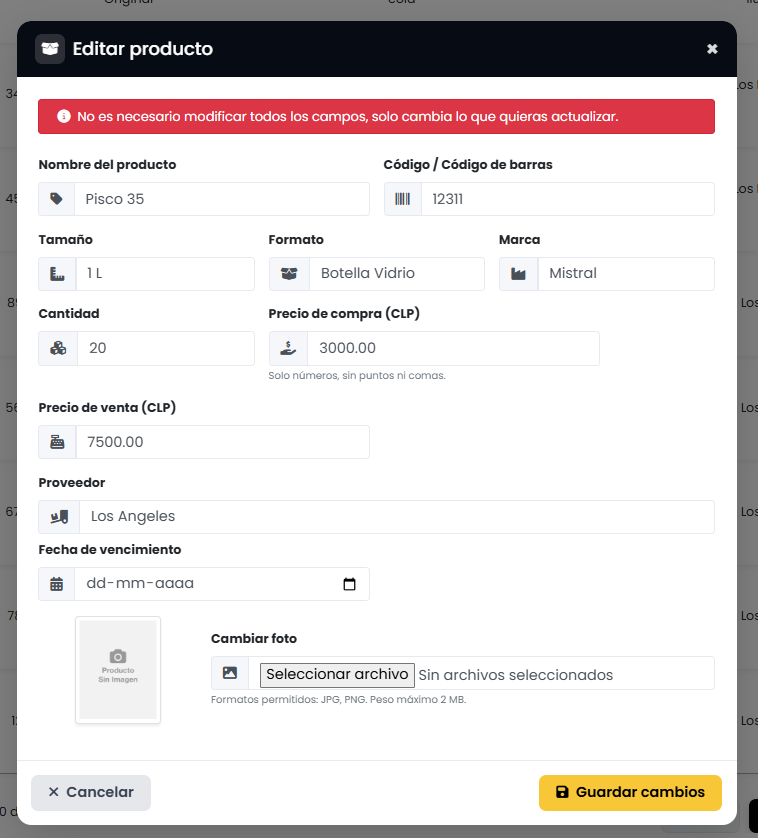 Editar producto
No es necesario modificar todos los campos, solo cambia lo que quieras actualizar.
Nombre del producto Código / Código de barras
Pisco 35 12311
Tamaño Formato Marca
1 L Botella Vidrio Mistral
Cantidad Precio de compra (CLP)
20 3000.00
Solo números, sin puntos ni comas.
Precio de venta (CLP)
7500.00
Proveedor
Los Angeles
Fecha de vencimiento
dd-mm-aaaa
Cambiar foto
Producto
Sin Imagen
Seleccionar archivo Sin archivos seleccionados
Formatos permitidos: JPG, PNG. Peso máximo 2 MB.
Cancelar Guardar cambios